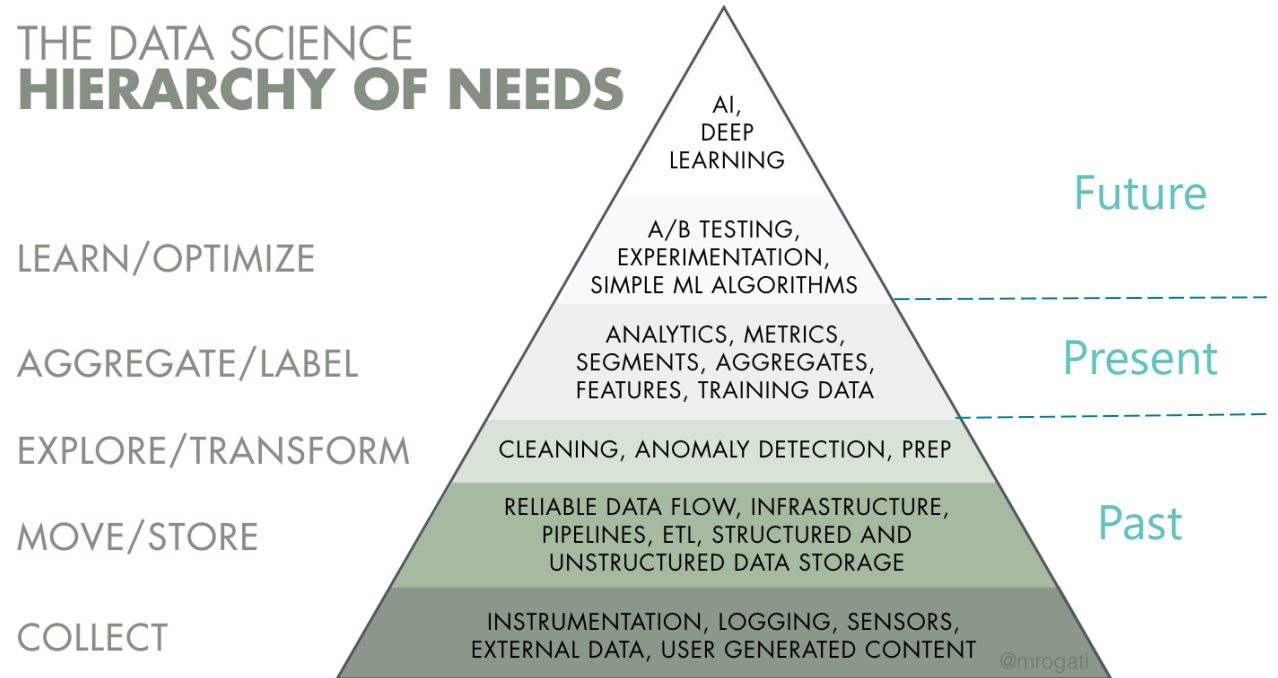 THE DATA SCIENCE
HIERARCHY OF NEEDS
AI,
DEEP
LEARNING
Future
LEARN/OPTIMIZE
A/B TESTING,
EXPERIMENTATION,
SIMPLE ML ALGORITHMS
AGGREGATE/LABEL
ANALYTICS, METRICS,
SEGMENTS, AGGREGATES,
FEATURES, TRAINING DATA
Present
EXPLORE/TRANSFORM
CLEANING, ANOMALY DETECTION, PREP
MOVE/STORE
RELIABLE DATA FLOW, INFRASTRUCTURE,
PIPELINES, ETL, STRUCTURED AND
UNSTRUCTURED DATA STORAGE
Past
COLLECT
INSTRUMENTATION, LOGGING, SENSORS,
EXTERNAL DATA, USER GENERATED CONTENT
@mrogati